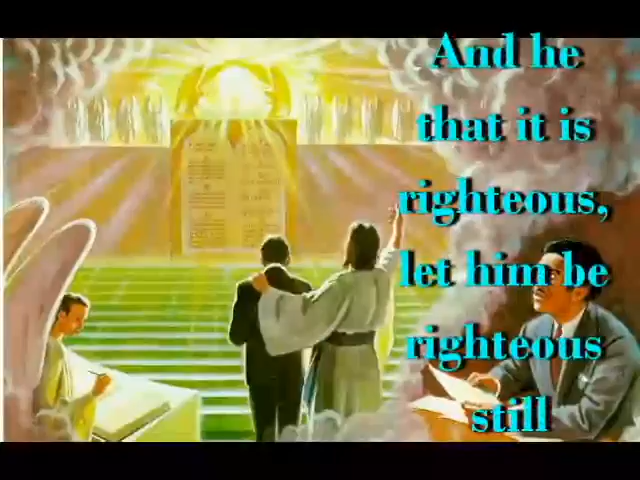 And he
that it is
righteous,
let him be
righteous
still